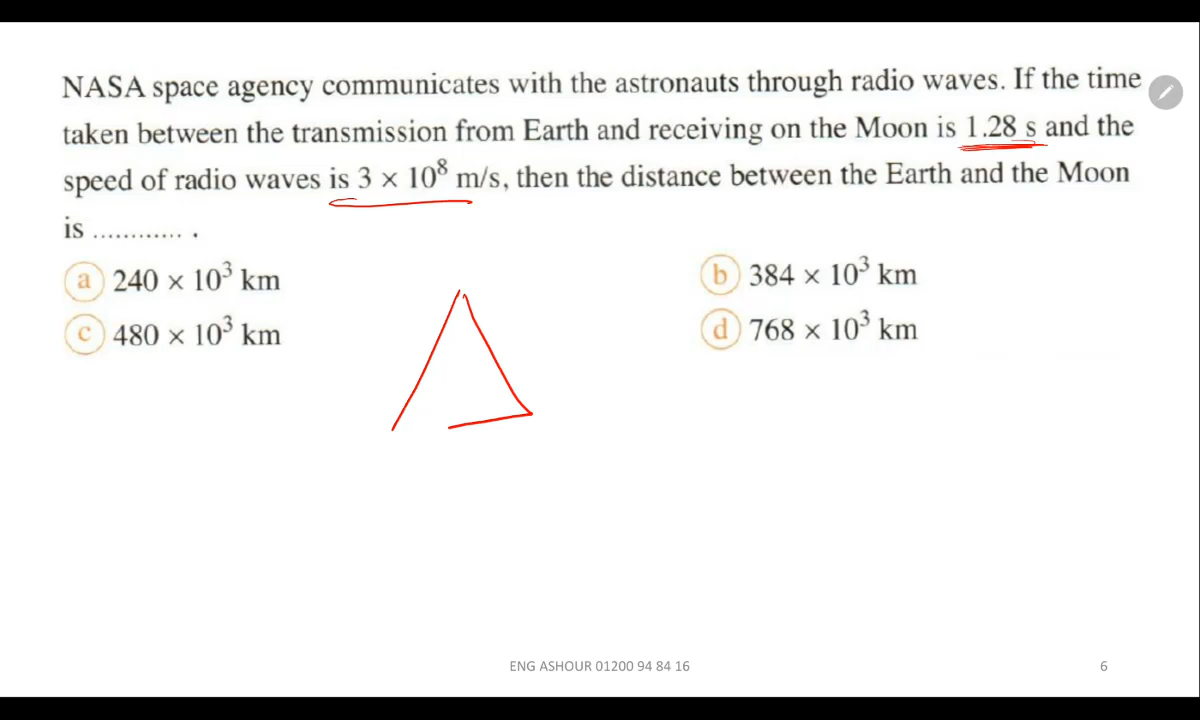 NASA space agency communicates with the astronauts through radio waves. If the time
taken between the transmission from Earth and receiving on the Moon is 1.28 s and the
speed of radio waves is 3 × 10⁸ m/s, then the distance between the Earth and the Moon
is ............ .
a 240 × 10³ km
b 384 × 10³ km
c 480 × 10³ km
d 768 × 10³ km
ENG ASHOUR 01200 94 84 16
6